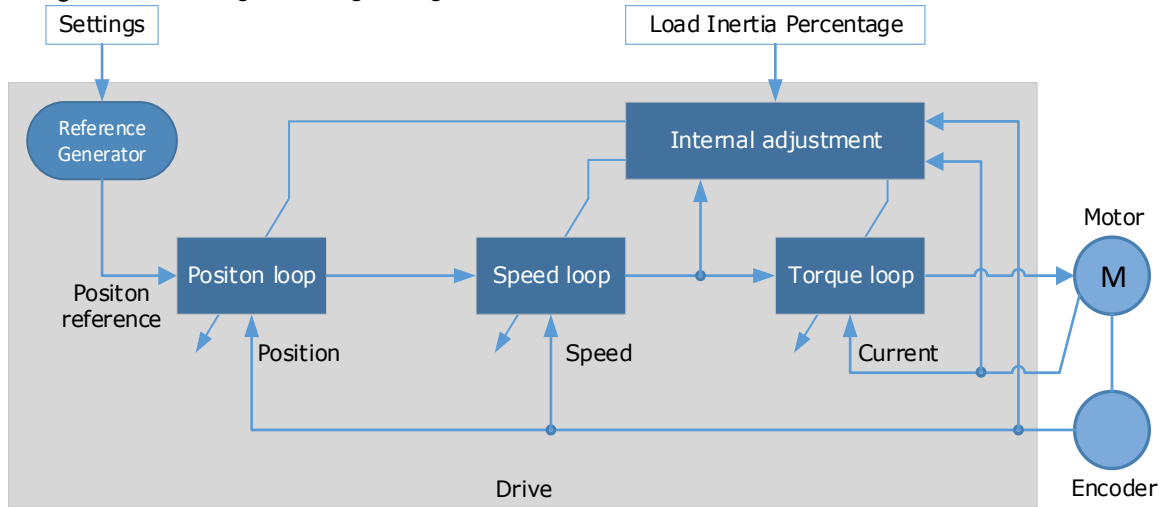 Settings
Load Inertia Percentage
Reference
Generator
Internal adjustment
Motor
Positon loop
Speed loop
Torque loop
M
Positon
reference
Position
Speed
Current
Drive
Encoder